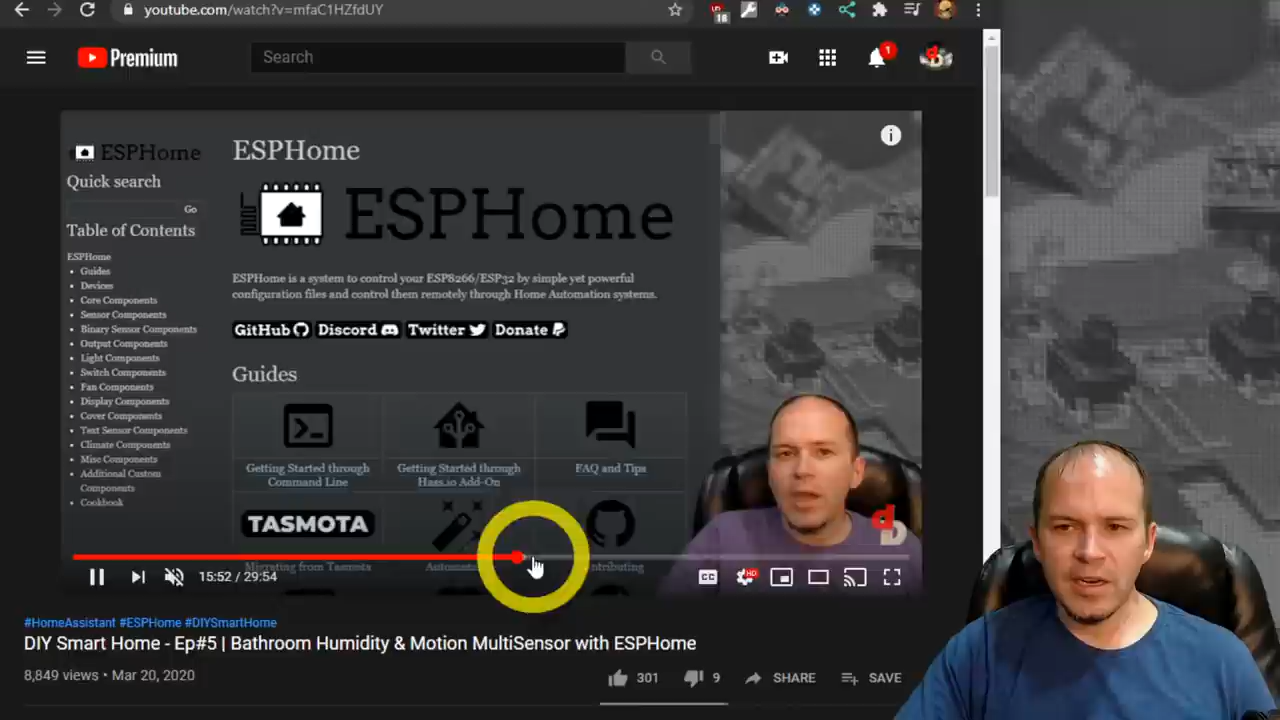 youtube.com/watch?v=mfaC1HZfdUY
18
Premium
Search
1
ESPHome
Quick search
Go
Table of Contents
ESPHome
Guides
Devices
Core Components
Sensor Components
Binary Sensor Components
Output Components
Light Components
Switch Components
Fan Components
Display Components
Cover Components
Text Sensor Components
Climate Components
Misc Components
Additional Custom
Components
Cookbook
ESPHome
ESPHome
ESPHome is a system to control your ESP8266/ESP32 by simple yet powerful
configuration files and control them remotely through Home Automation systems.
GitHub Discord Twitter Donate
Guides
Getting Started through
Command Line
Getting Started through
Hass.io Add-On
FAQ and Tips
TASMOTA
Migrating from Tasmota
15:52 / 29:54
CC
HD
#HomeAssistant #ESPHome #DIYSmartHome
DIY Smart Home - Ep#5 | Bathroom Humidity & Motion MultiSensor with ESPHome
8,849 views • Mar 20, 2020
301
9
SHARE
SAVE